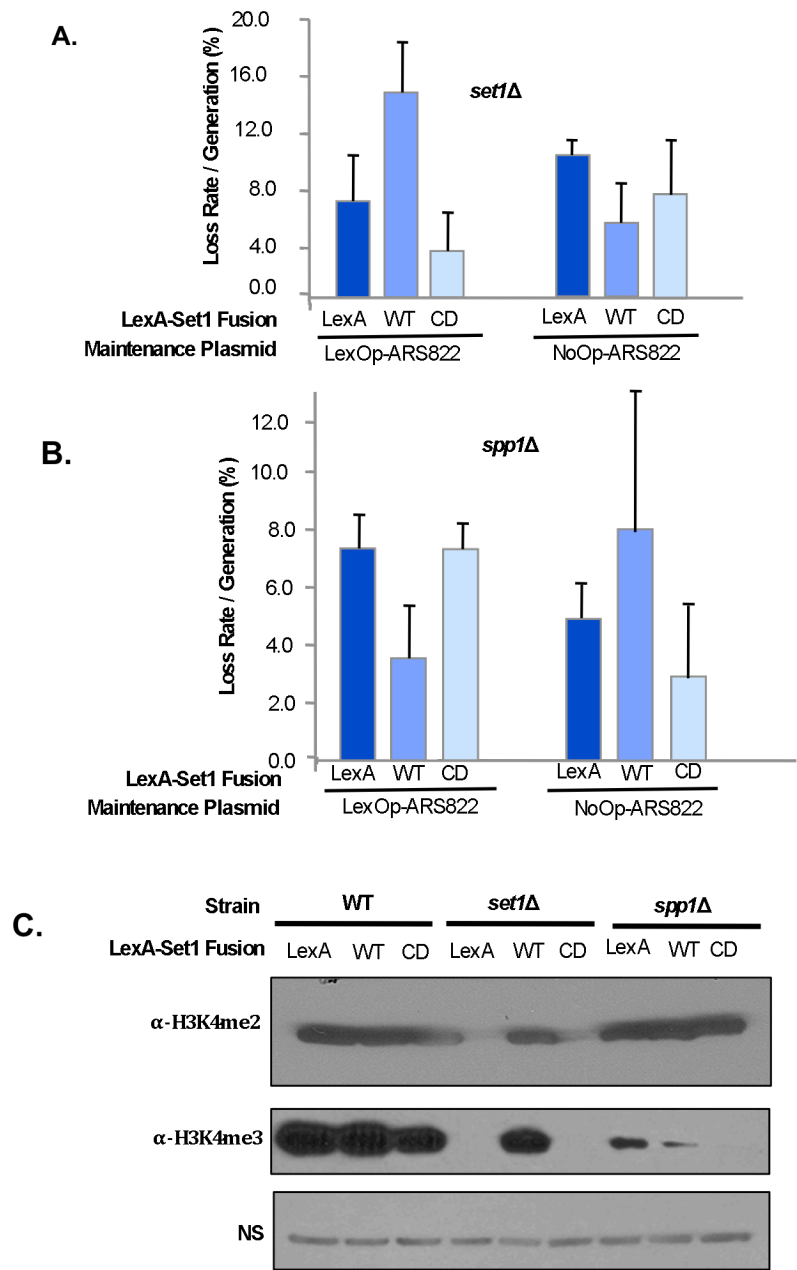 A.
Loss Rate / Generation (%)
20.0
16.0
12.0
8.0
4.0
0.0
set1Δ
LexA-Set1 Fusion LexA WT CD LexA WT CD
Maintenance Plasmid LexOp-ARS822 NoOp-ARS822
B.
Loss Rate / Generation (%)
12.0
10.0
8.0
6.0
4.0
2.0
0.0
spp1Δ
LexA-Set1 Fusion LexA WT CD LexA WT CD
Maintenance Plasmid LexOp-ARS822 NoOp-ARS822
C.
Strain WT set1Δ spp1Δ
LexA-Set1 Fusion LexA WT CD LexA WT CD LexA WT CD
α-H3K4me2
α-H3K4me3
NS